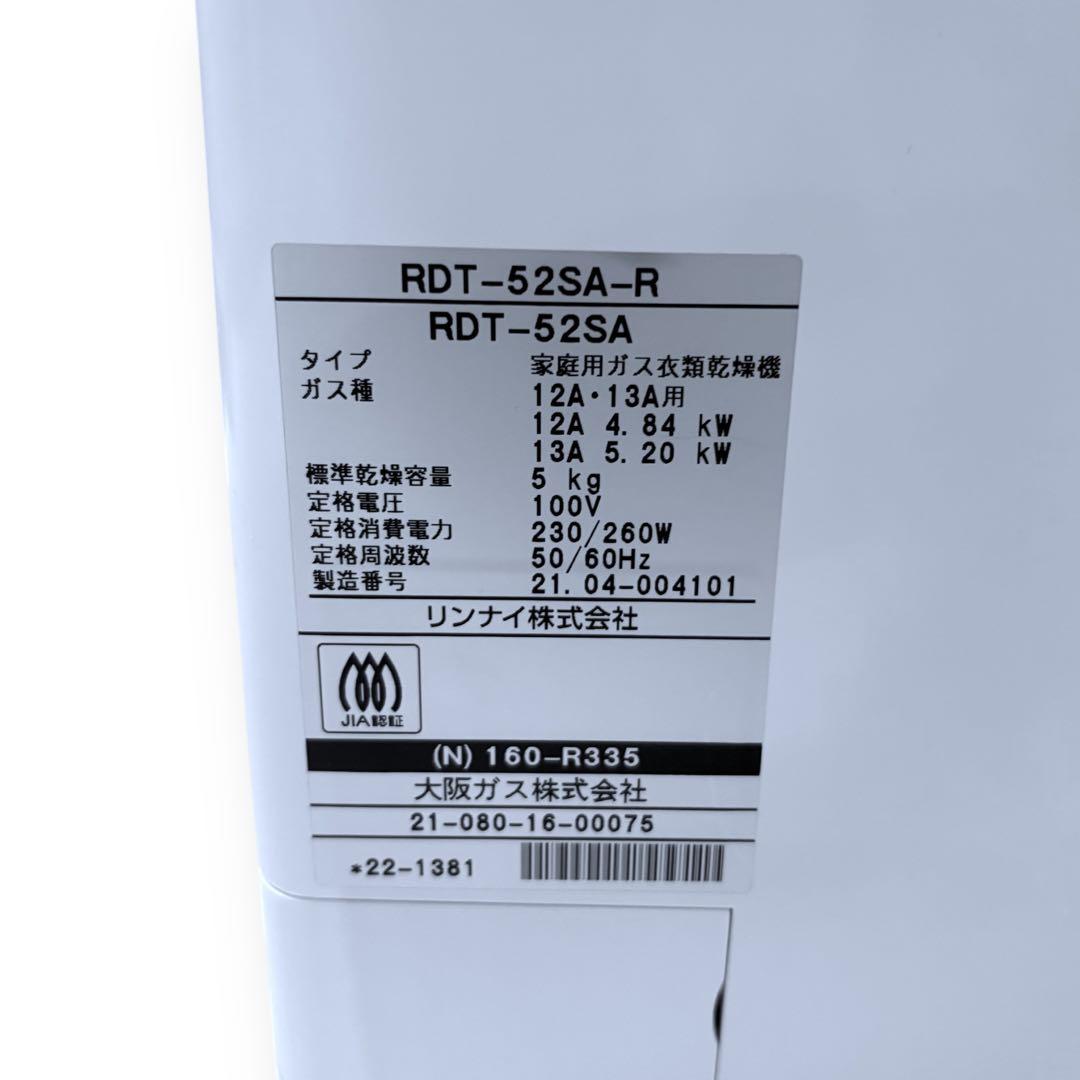 RDT-52SA-R
RDT-52SA
タイプ 家庭用ガス衣類乾燥機
ガス種 12A・13A用
12A 4.84 kW
13A 5.20 kW
標準乾燥容量 5 kg
定格電圧 100V
定格消費電力 230/260W
定格周波数 50/60Hz
製造番号 21.04-004101
リンナイ株式会社
JIA認証
(N) 160-R335
大阪ガス株式会社
21-080-16-00075
*22-1381